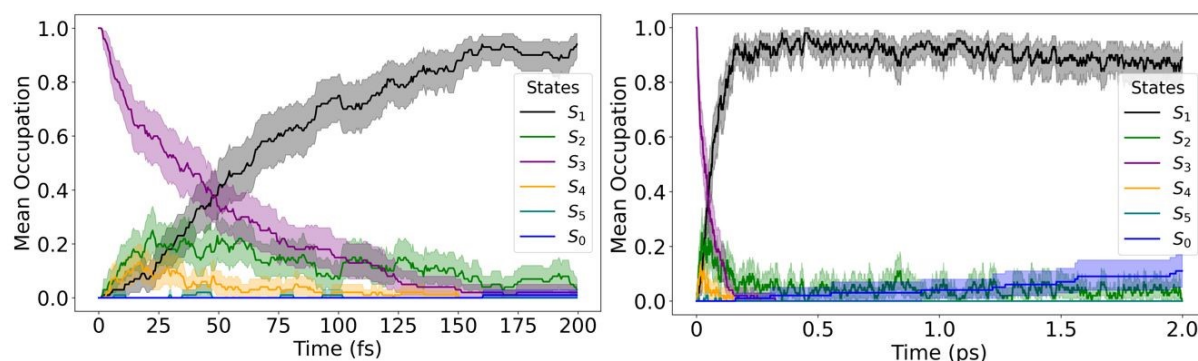 1.0
0.8
0.6
0.4
0.2
0.0
Mean Occupation
0 25 50 75 100 125 150 175 200
Time (fs)
States
S₁
S₂
S₃
S₄
S₅
S₀
1.0
0.8
0.6
0.4
0.2
0.0
Mean Occupation
0 0.5 1.0 1.5 2.0
Time (ps)
States
S₁
S₂
S₃
S₄
S₅
S₀